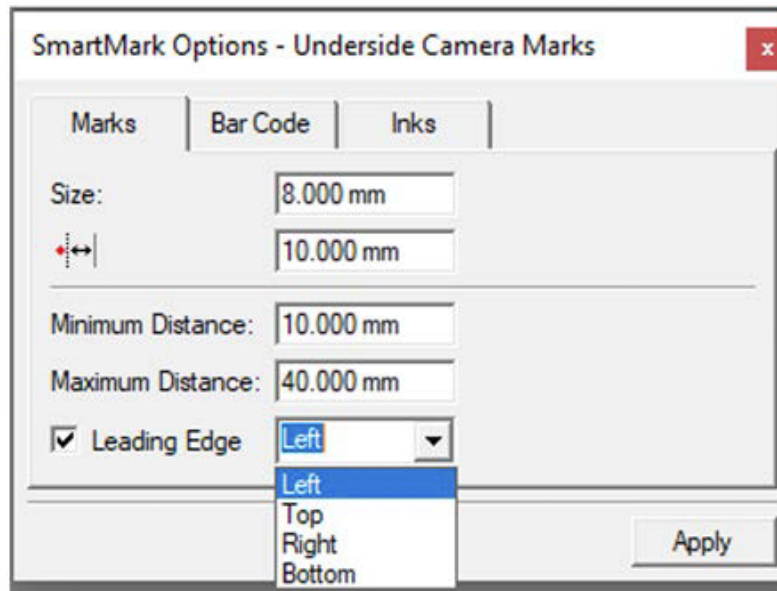 SmartMark Options - Underside Camera Marks
x
Marks Bar Code Inks
Size: 8.000 mm
10.000 mm
Minimum Distance: 10.000 mm
Maximum Distance: 40.000 mm
Leading Edge Left
Left
Top
Right
Bottom
Apply